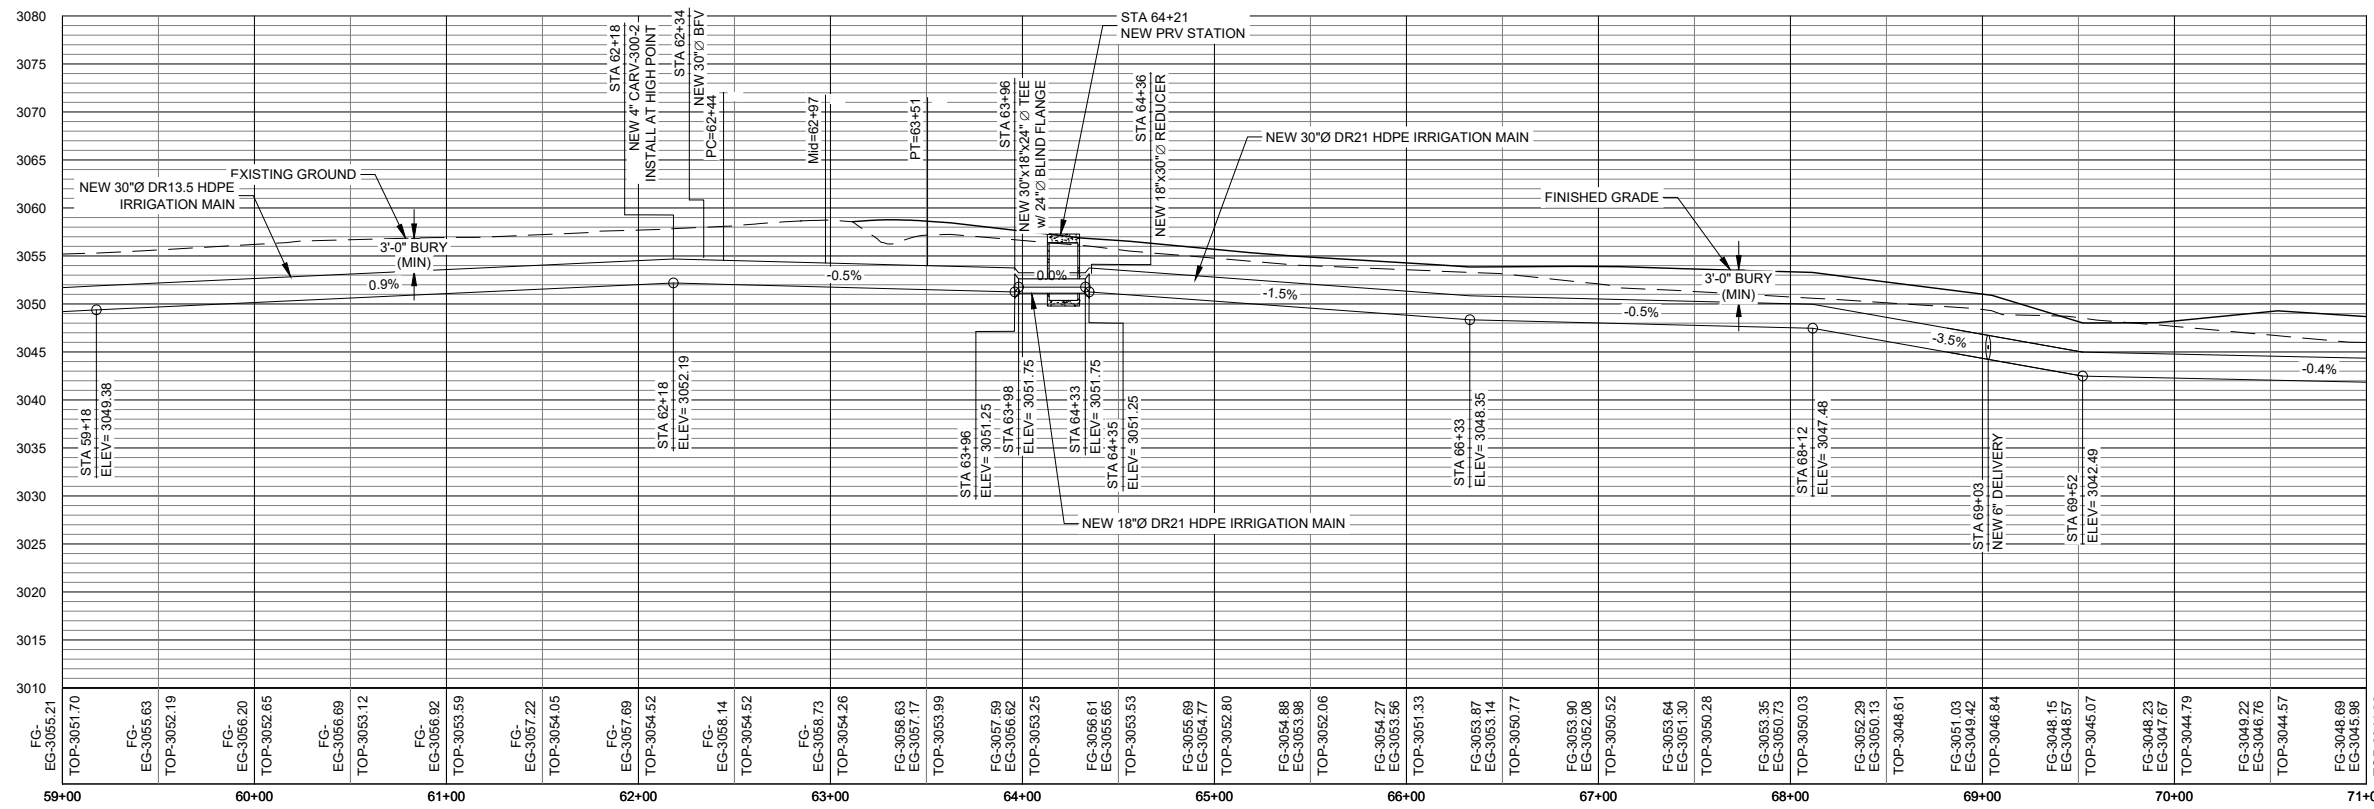 3080
3075
3070
3065
3060
3055
3050
3045
3040
3035
3030
3025
3020
3015
3010
NEW 30"Ø DR13.5 HDPE
IRRIGATION MAIN
EXISTING GROUND
3'-0" BURY
(MIN)
0.9%
STA 59+18
ELEV= 3049.38
STA 62+18
NEW 4" CARV-300-2
INSTALL AT HIGH POINT
STA 62+34
NEW 30"∅ BFV
PC=62+44
Mid=62+97
PT=63+51
STA 62+18
ELEV= 3052.19
-0.5%
STA 63+96
NEW 30"x18"x24" ∅ TEE
w/ 24"∅ BLIND FLANGE
STA 64+21
NEW PRV STATION
STA 64+36
NEW 18"x30"∅ REDUCER
0.0%
STA 63+96
ELEV= 3051.25
STA 63+98
ELEV= 3051.75
STA 64+33
ELEV= 3051.75
STA 64+35
ELEV= 3051.25
NEW 18"Ø DR21 HDPE IRRIGATION MAIN
NEW 30"Ø DR21 HDPE IRRIGATION MAIN
-1.5%
STA 66+33
ELEV= 3048.35
FINISHED GRADE
3'-0" BURY
(MIN)
-0.5%
STA 68+12
ELEV= 3047.48
-3.5%
STA 69+03
NEW 6" DELIVERY
STA 69+52
ELEV= 3042.49
-0.4%
FG-
EG-3055.21
TOP-3051.70
FG-
EG-3055.63
TOP-3052.19
FG-
EG-3056.20
TOP-3052.65
FG-
EG-3056.69
TOP-3053.12
FG-
EG-3056.92
TOP-3053.59
FG-
EG-3057.22
TOP-3054.05
FG-
EG-3057.69
TOP-3054.52
FG-
EG-3058.14
TOP-3054.52
FG-
EG-3058.73
TOP-3054.26
FG-3058.63
EG-3057.17
TOP-3053.99
FG-3057.59
EG-3056.62
TOP-3053.25
FG-3056.61
EG-3055.65
TOP-3053.53
FG-3055.69
EG-3054.77
TOP-3052.80
FG-3054.88
EG-3053.98
TOP-3052.06
FG-3054.27
EG-3053.56
TOP-3051.33
FG-3053.87
EG-3053.14
TOP-3050.77
FG-3053.90
EG-3052.08
TOP-3050.52
FG-3053.64
EG-3051.30
TOP-3050.28
FG-3053.35
EG-3050.73
TOP-3050.03
FG-3052.29
EG-3050.13
TOP-3048.61
FG-3051.03
EG-3049.42
TOP-3046.84
FG-3048.15
EG-3048.57
TOP-3045.07
FG-3048.23
EG-3047.67
TOP-3044.79
FG-3049.22
EG-3046.76
TOP-3044.57
FG-3048.69
EG-3045.98
59+00
60+00
61+00
62+00
63+00
64+00
65+00
66+00
67+00
68+00
69+00
70+00